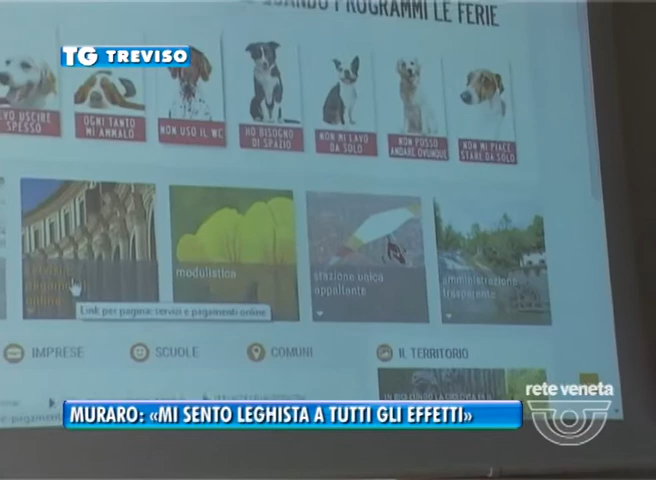 QUANDO PROGRAMMI LE FERIE
TG TREVISO
USCIRE
SPESSO
OGNI TANTO
MI AMMALO
NON USO IL WC
HO BISOGNO
DI SPAZIO
NON MI LAVO
DA SOLO
NON POSSO
ANDARE OVUNQUE
NON MI PIACE
STARE DA SOLO
modulistica
stazione unica
appaltante
amministrazione
trasparente
Link per pagina: servizi e pagamenti online
IMPRESE
SCUOLE
COMUNI
IL TERRITORIO
rete veneta
MURARO: «MI SENTO LEGHISTA A TUTTI GLI EFFETTI»